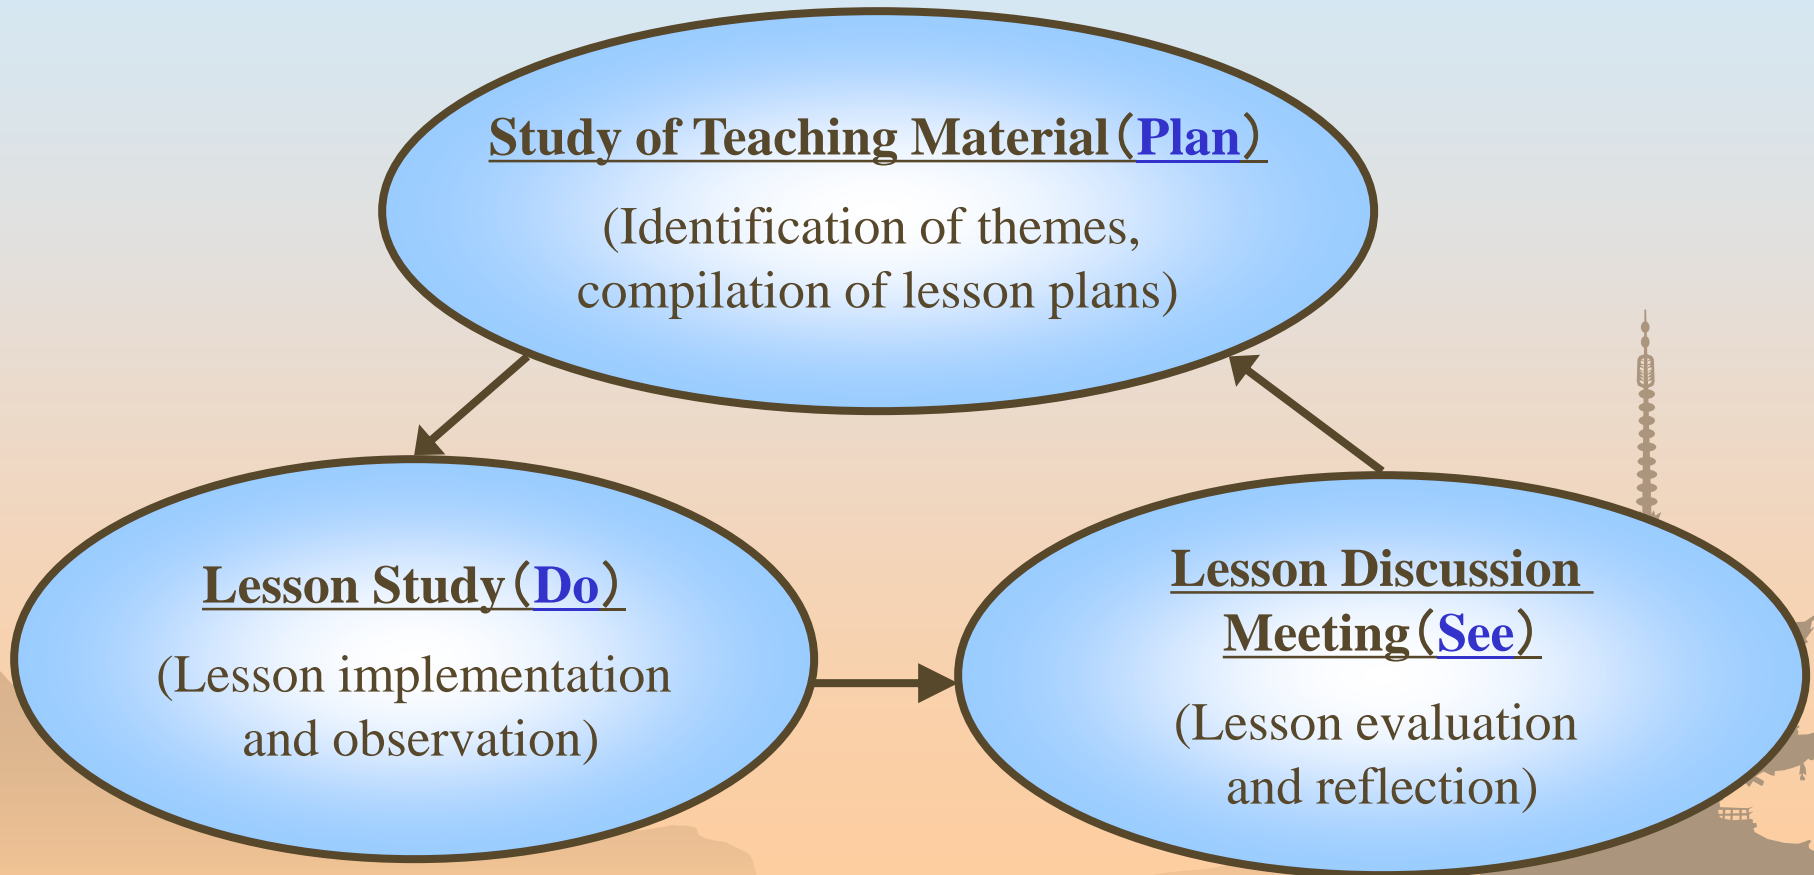 Study of Teaching Material（Plan）
(Identification of themes,
compilation of lesson plans)
Lesson Study（Do）
(Lesson implementation
and observation)
Lesson Discussion
Meeting（See）
(Lesson evaluation
and reflection)